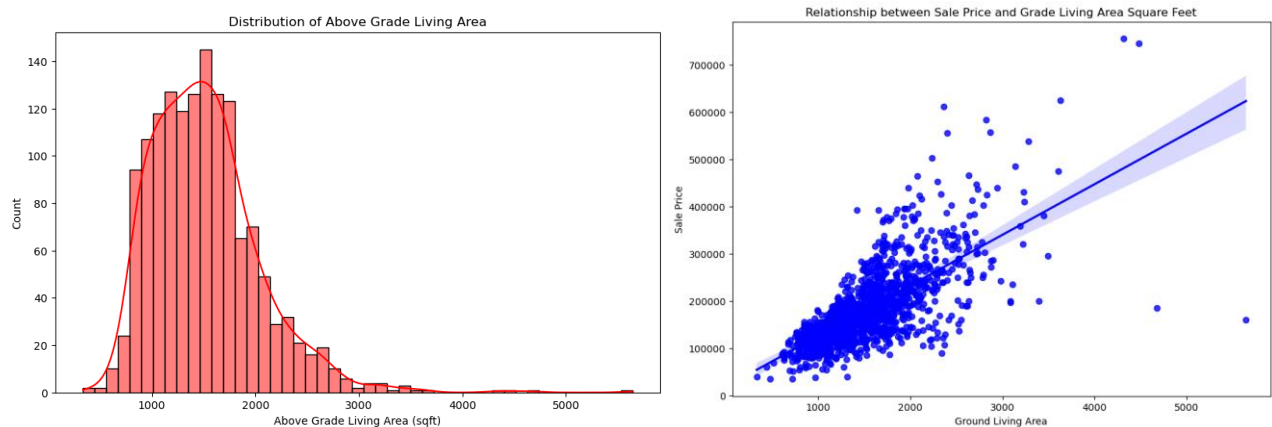 Distribution of Above Grade Living Area
140
120
100
80
60
40
20
0
Count
1000 2000 3000 4000 5000
Above Grade Living Area (sqft)
Relationship between Sale Price and Grade Living Area Square Feet
700000
600000
500000
400000
300000
200000
100000
0
Sale Price
1000 2000 3000 4000 5000
Ground Living Area